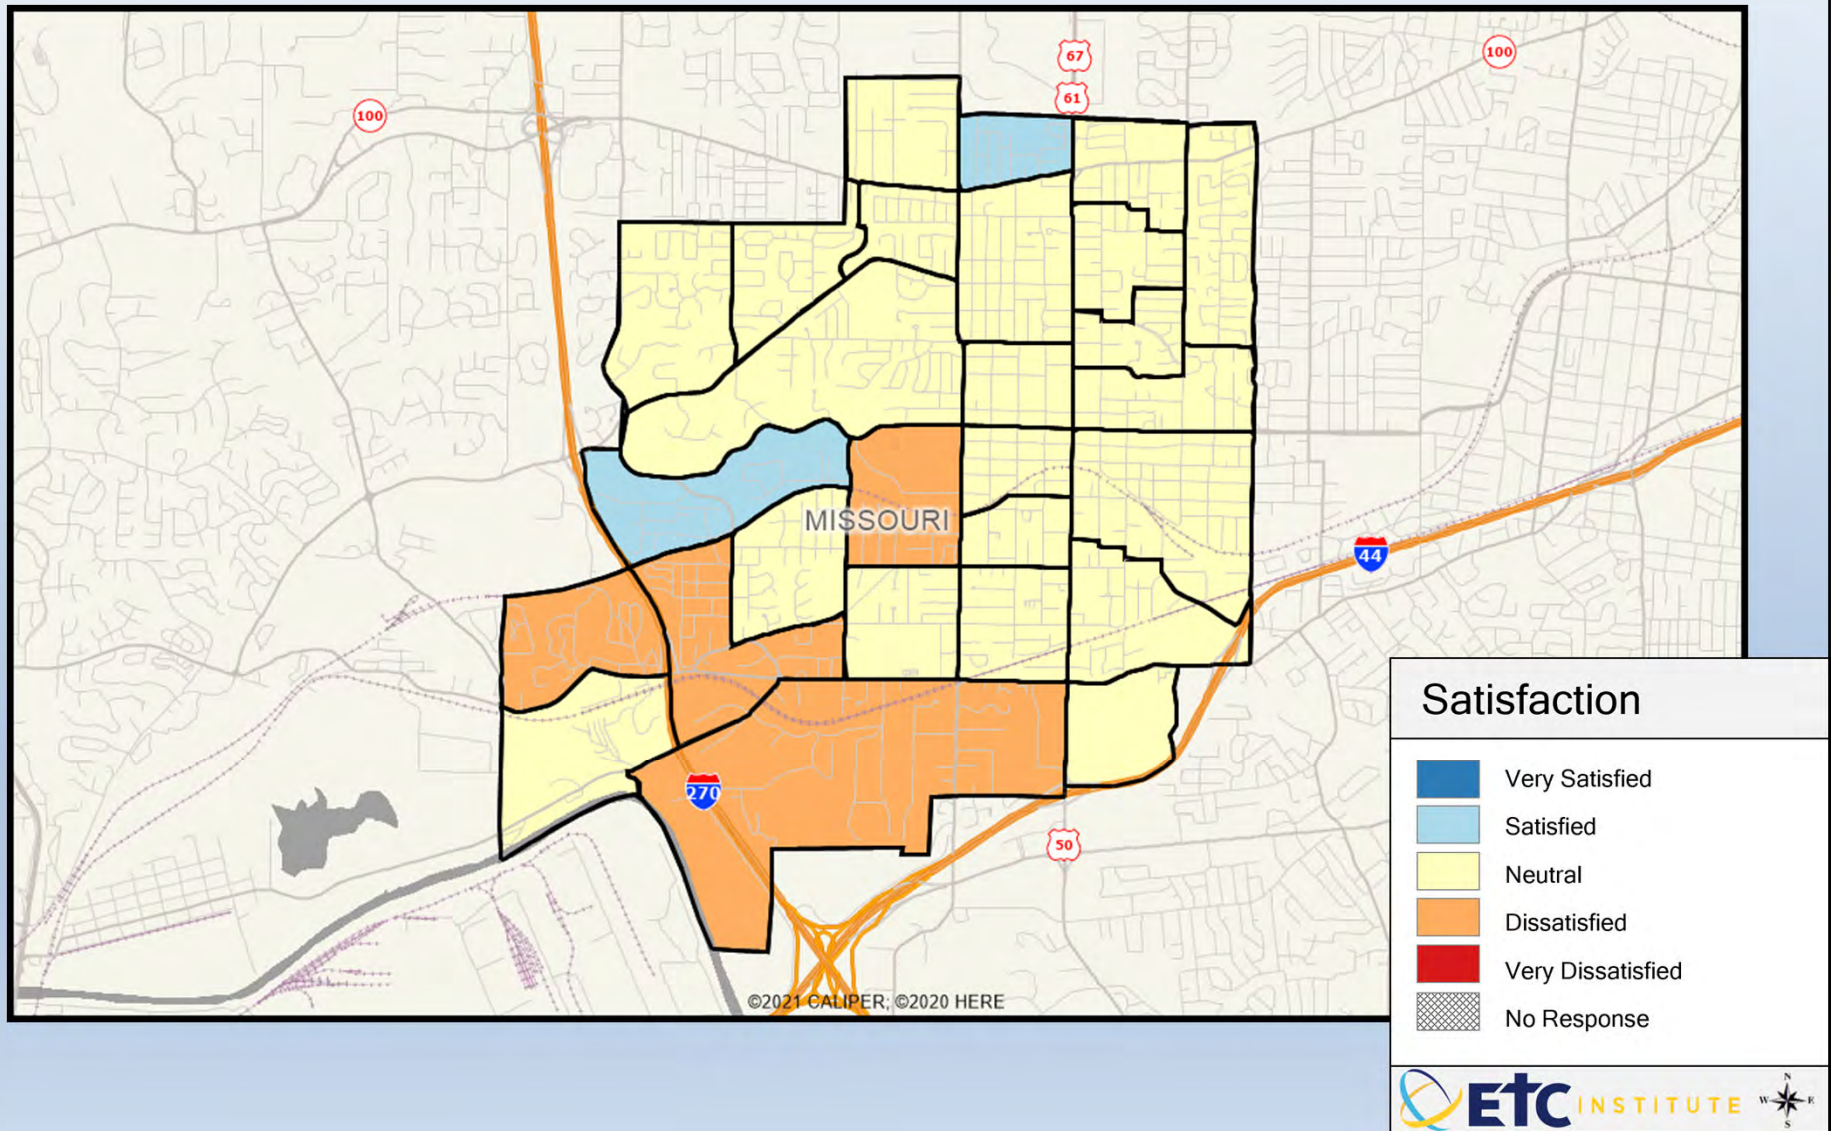 67
100
61
100
MISSOURI
44
270
50
©2021 CALIPER; ©2020 HERE
Satisfaction
Very Satisfied
Satisfied
Neutral
Dissatisfied
Very Dissatisfied
No Response
ETC INSTITUTE
N
W E
S